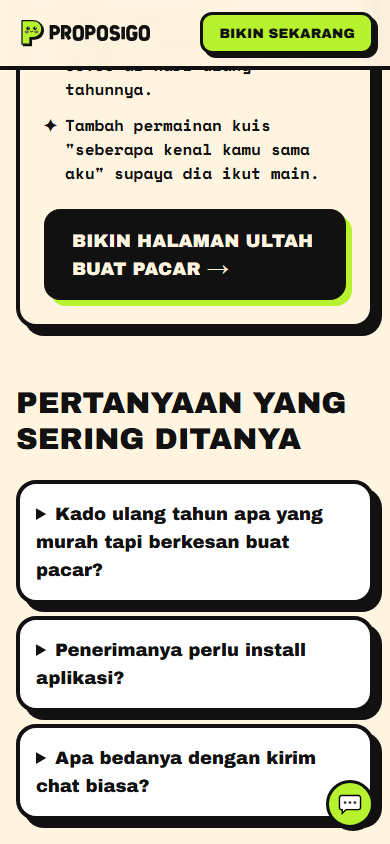 PROPOSIGO
BIKIN SEKARANG
tahunnya.
✦ Tambah permainan kuis
"seberapa kenal kamu sama
aku" supaya dia ikut main.
BIKIN HALAMAN ULTAH
BUAT PACAR →
PERTANYAAN YANG
SERING DITANYA
▶ Kado ulang tahun apa yang
murah tapi berkesan buat
pacar?
▶ Penerimanya perlu install
aplikasi?
▶ Apa bedanya dengan kirim
chat biasa?